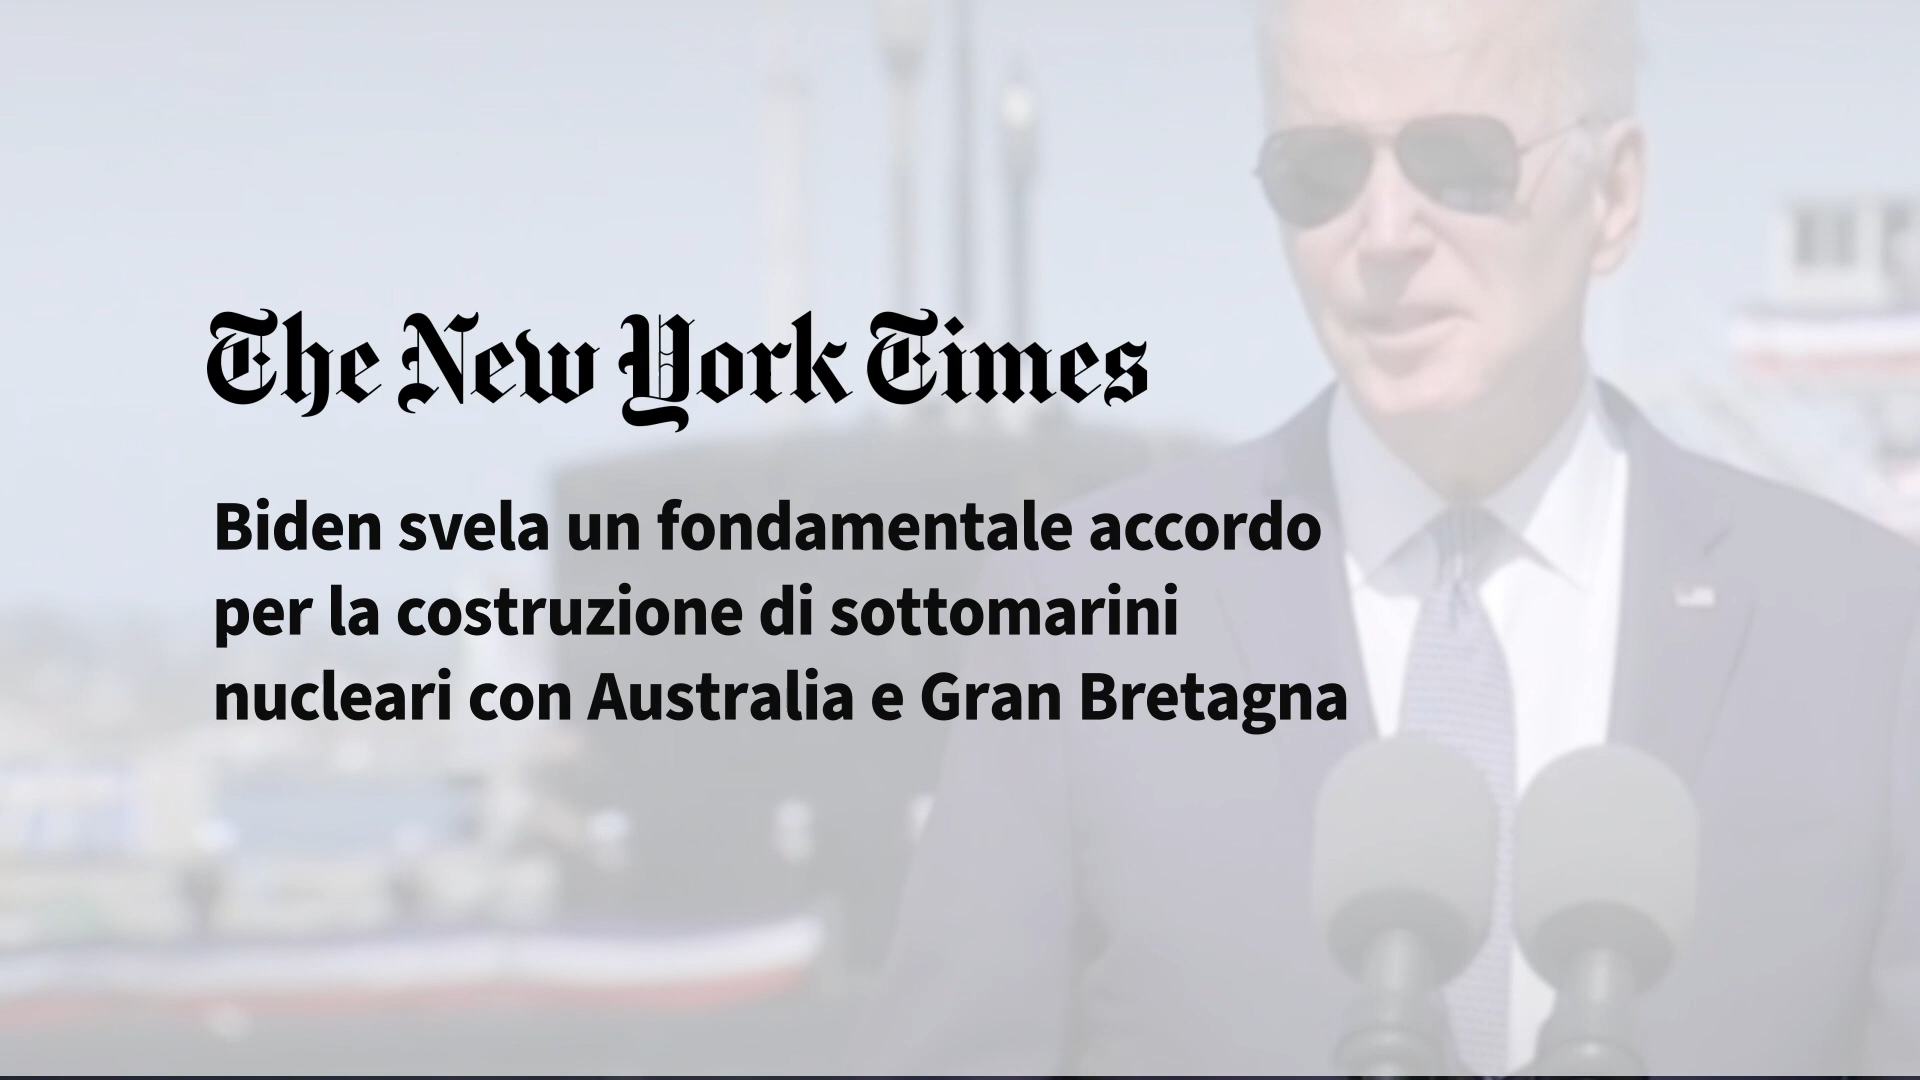 The New York Times
Biden svela un fondamentale accordo
per la costruzione di sottomarini
nucleari con Australia e Gran Bretagna